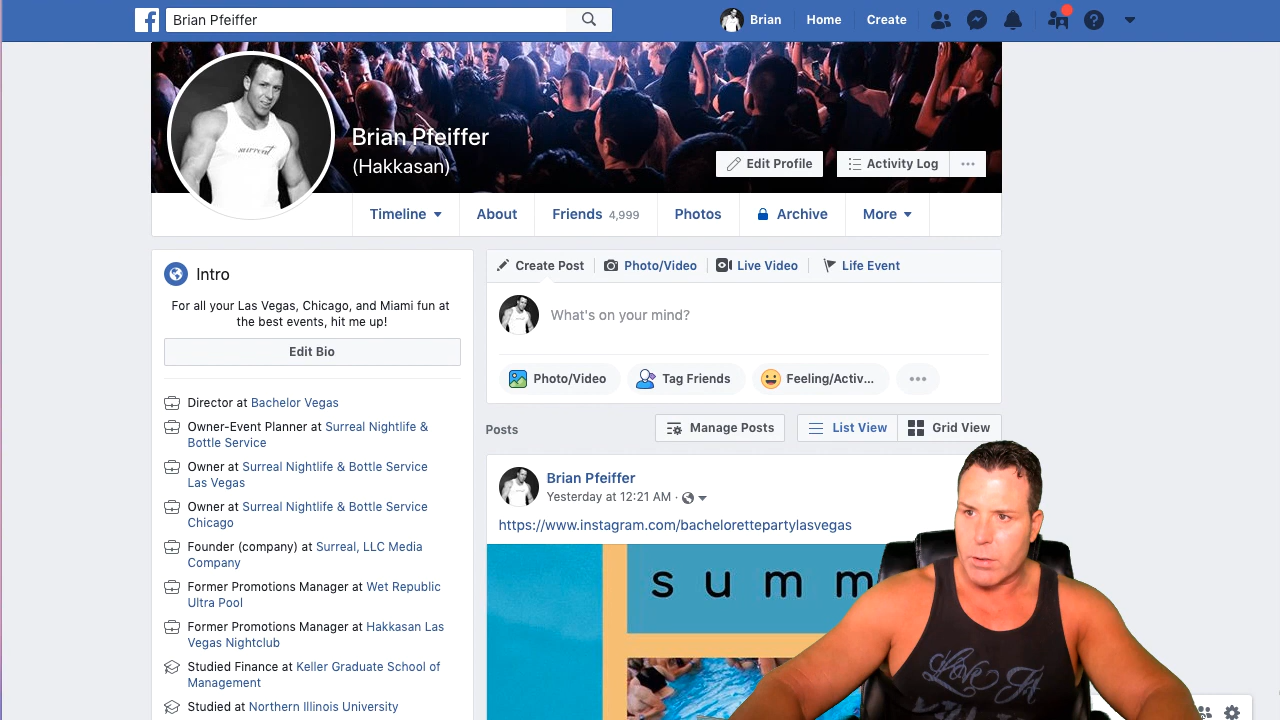 Brian Pfeiffer
Brian
Home
Create
surreal
Brian Pfeiffer
(Hakkasan)
Edit Profile
Activity Log
Timeline
About
Friends 4,999
Photos
Archive
More
Intro
For all your Las Vegas, Chicago, and Miami fun at
the best events, hit me up!
Edit Bio
Director at Bachelor Vegas
Owner-Event Planner at Surreal Nightlife &
Bottle Service
Owner at Surreal Nightlife & Bottle Service
Las Vegas
Owner at Surreal Nightlife & Bottle Service
Chicago
Founder (company) at Surreal, LLC Media
Company
Former Promotions Manager at Wet Republic
Ultra Pool
Former Promotions Manager at Hakkasan Las
Vegas Nightclub
Studied Finance at Keller Graduate School of
Management
Studied at Northern Illinois University
Create Post
Photo/Video
Live Video
Life Event
What's on your mind?
Photo/Video
Tag Friends
Feeling/Activ...
Posts
Manage Posts
List View
Grid View
Brian Pfeiffer
Yesterday at 12:21 AM ·
https://www.instagram.com/bachelorettepartylasvegas
summ
Love